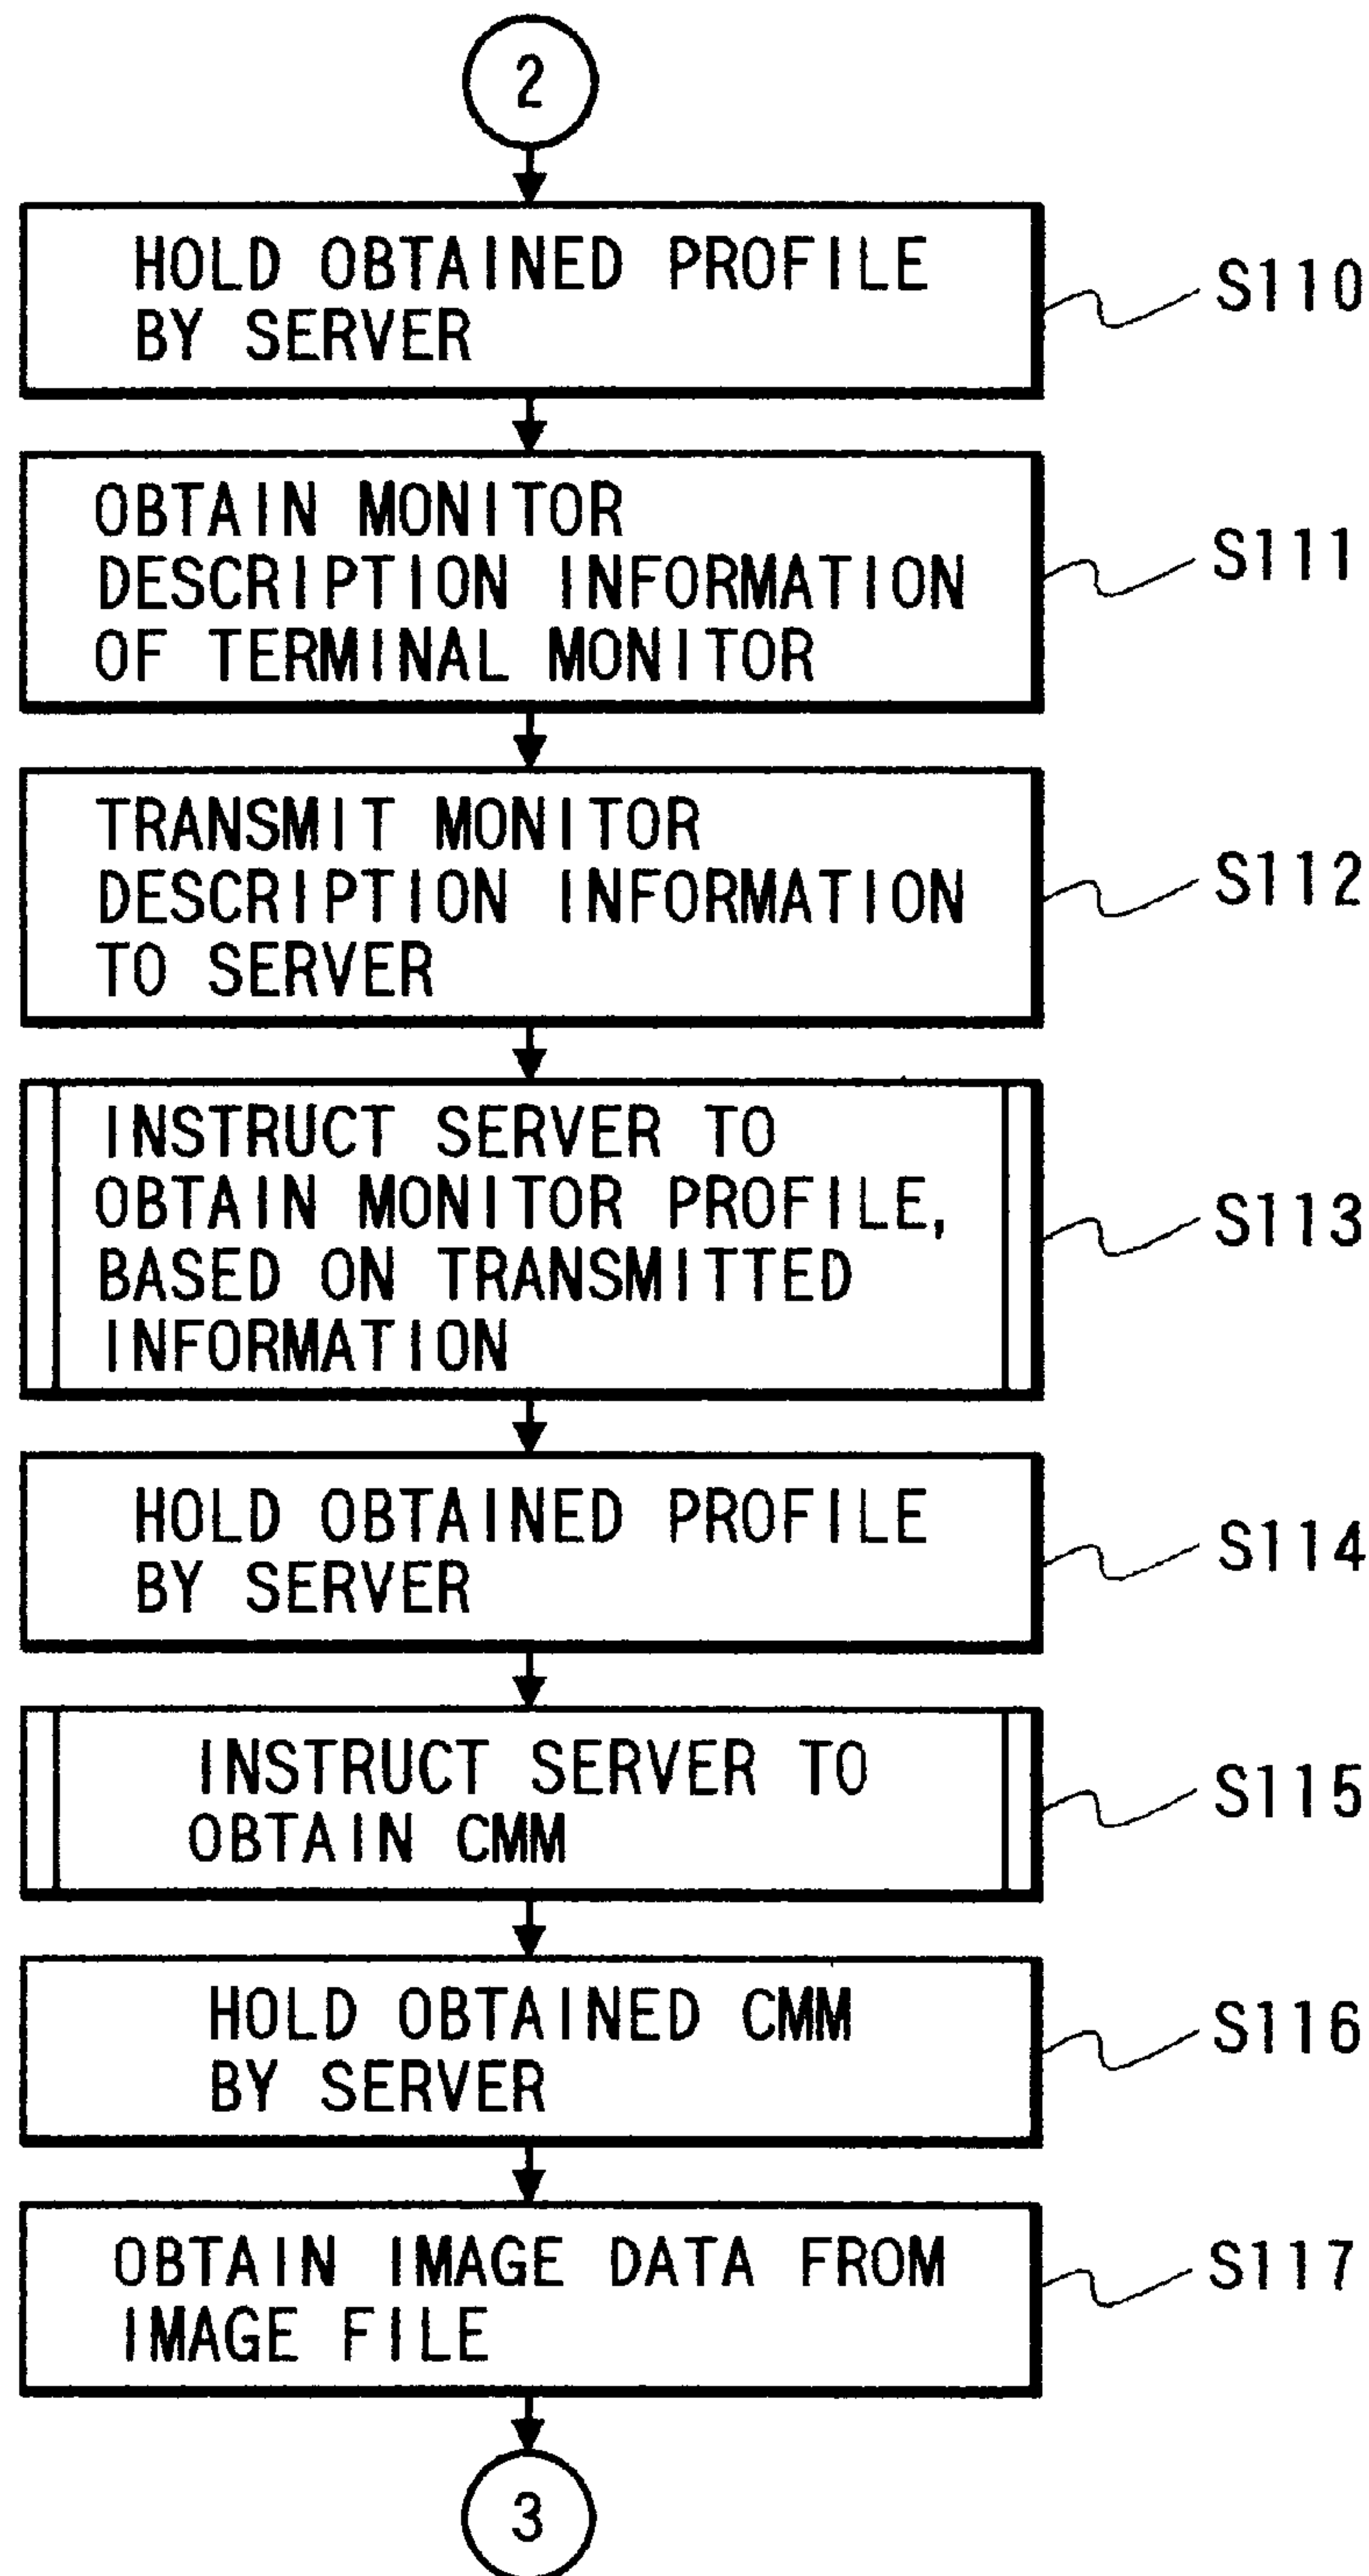 2
HOLD OBTAINED PROFILE
BY SERVER
S110
OBTAIN MONITOR
DESCRIPTION INFORMATION
OF TERMINAL MONITOR
S111
TRANSMIT MONITOR
DESCRIPTION INFORMATION
TO SERVER
S112
INSTRUCT SERVER TO
OBTAIN MONITOR PROFILE,
BASED ON TRANSMITTED
INFORMATION
S113
HOLD OBTAINED PROFILE
BY SERVER
S114
INSTRUCT SERVER TO
OBTAIN CMM
S115
HOLD OBTAINED CMM
BY SERVER
S116
OBTAIN IMAGE DATA FROM
IMAGE FILE
S117
3